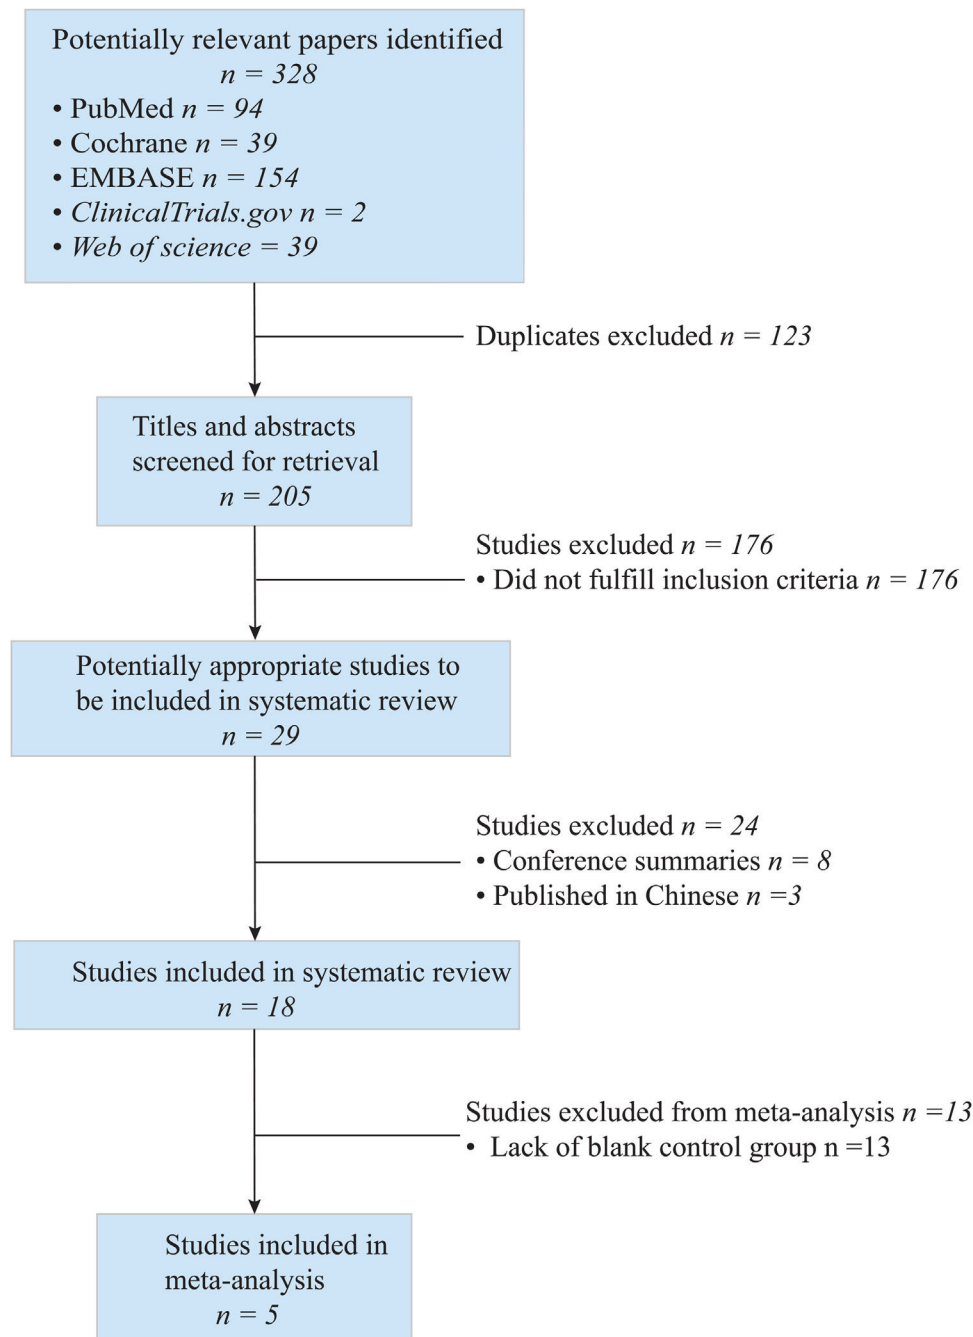 Potentially relevant papers identified
n = 328
• PubMed n = 94
• Cochrane n = 39
• EMBASE n = 154
• ClinicalTrials.gov n = 2
• Web of science = 39
Duplicates excluded n = 123
Titles and abstracts
screened for retrieval
n = 205
Studies excluded n = 176
• Did not fulfill inclusion criteria n = 176
Potentially appropriate studies to
be included in systematic review
n = 29
Studies excluded n = 24
• Conference summaries n = 8
• Published in Chinese n =3
Studies included in systematic review
n = 18
Studies excluded from meta-analysis n =13
• Lack of blank control group n =13
Studies included in
meta-analysis
n = 5